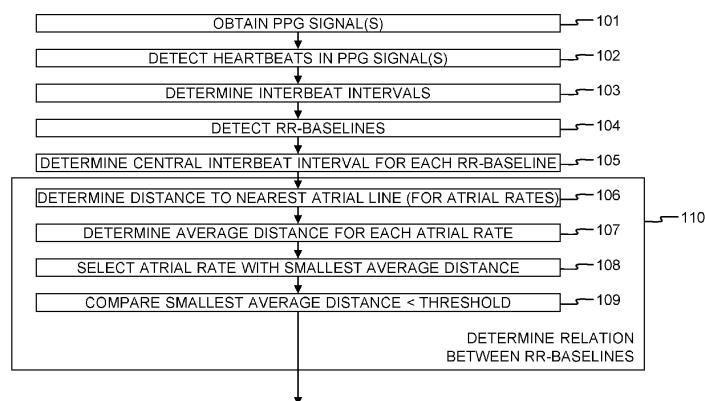 OBTAIN PPG SIGNAL(S) 101
DETECT HEARTBEATS IN PPG SIGNAL(S) 102
DETERMINE INTERBEAT INTERVALS 103
DETECT RR-BASELINES 104
DETERMINE CENTRAL INTERBEAT INTERVAL FOR EACH RR-BASELINE 105
DETERMINE DISTANCE TO NEAREST ATRIAL LINE (FOR ATRIAL RATES) 106
110
DETERMINE AVERAGE DISTANCE FOR EACH ATRIAL RATE 107
SELECT ATRIAL RATE WITH SMALLEST AVERAGE DISTANCE 108
COMPARE SMALLEST AVERAGE DISTANCE < THRESHOLD 109
DETERMINE RELATION
BETWEEN RR-BASELINES